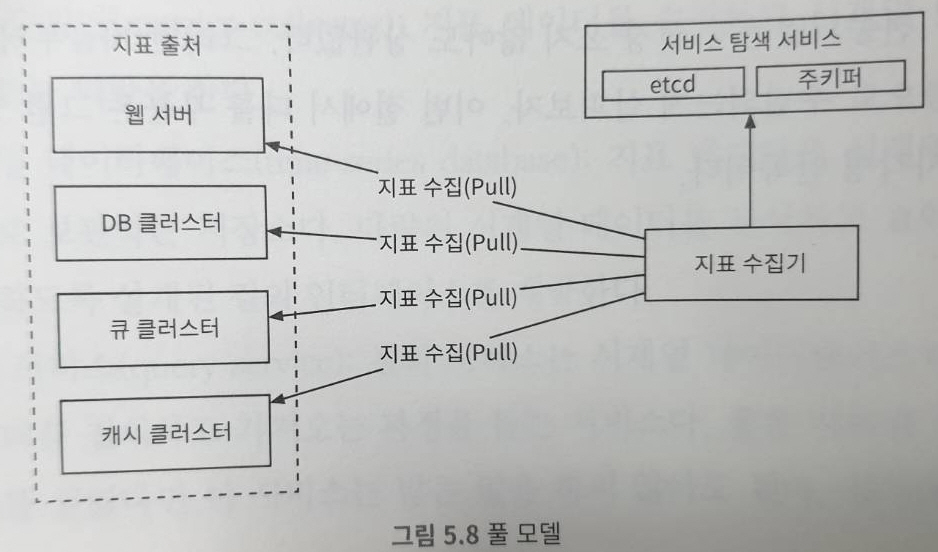 지표 출처
웹 서버
DB 클러스터
큐 클러스터
캐시 클러스터
지표 수집(Pull)
지표 수집(Pull)
지표 수집(Pull)
지표 수집(Pull)
서비스 탐색 서비스
etcd
주키퍼
지표 수집기
그림 5.8 풀 모델